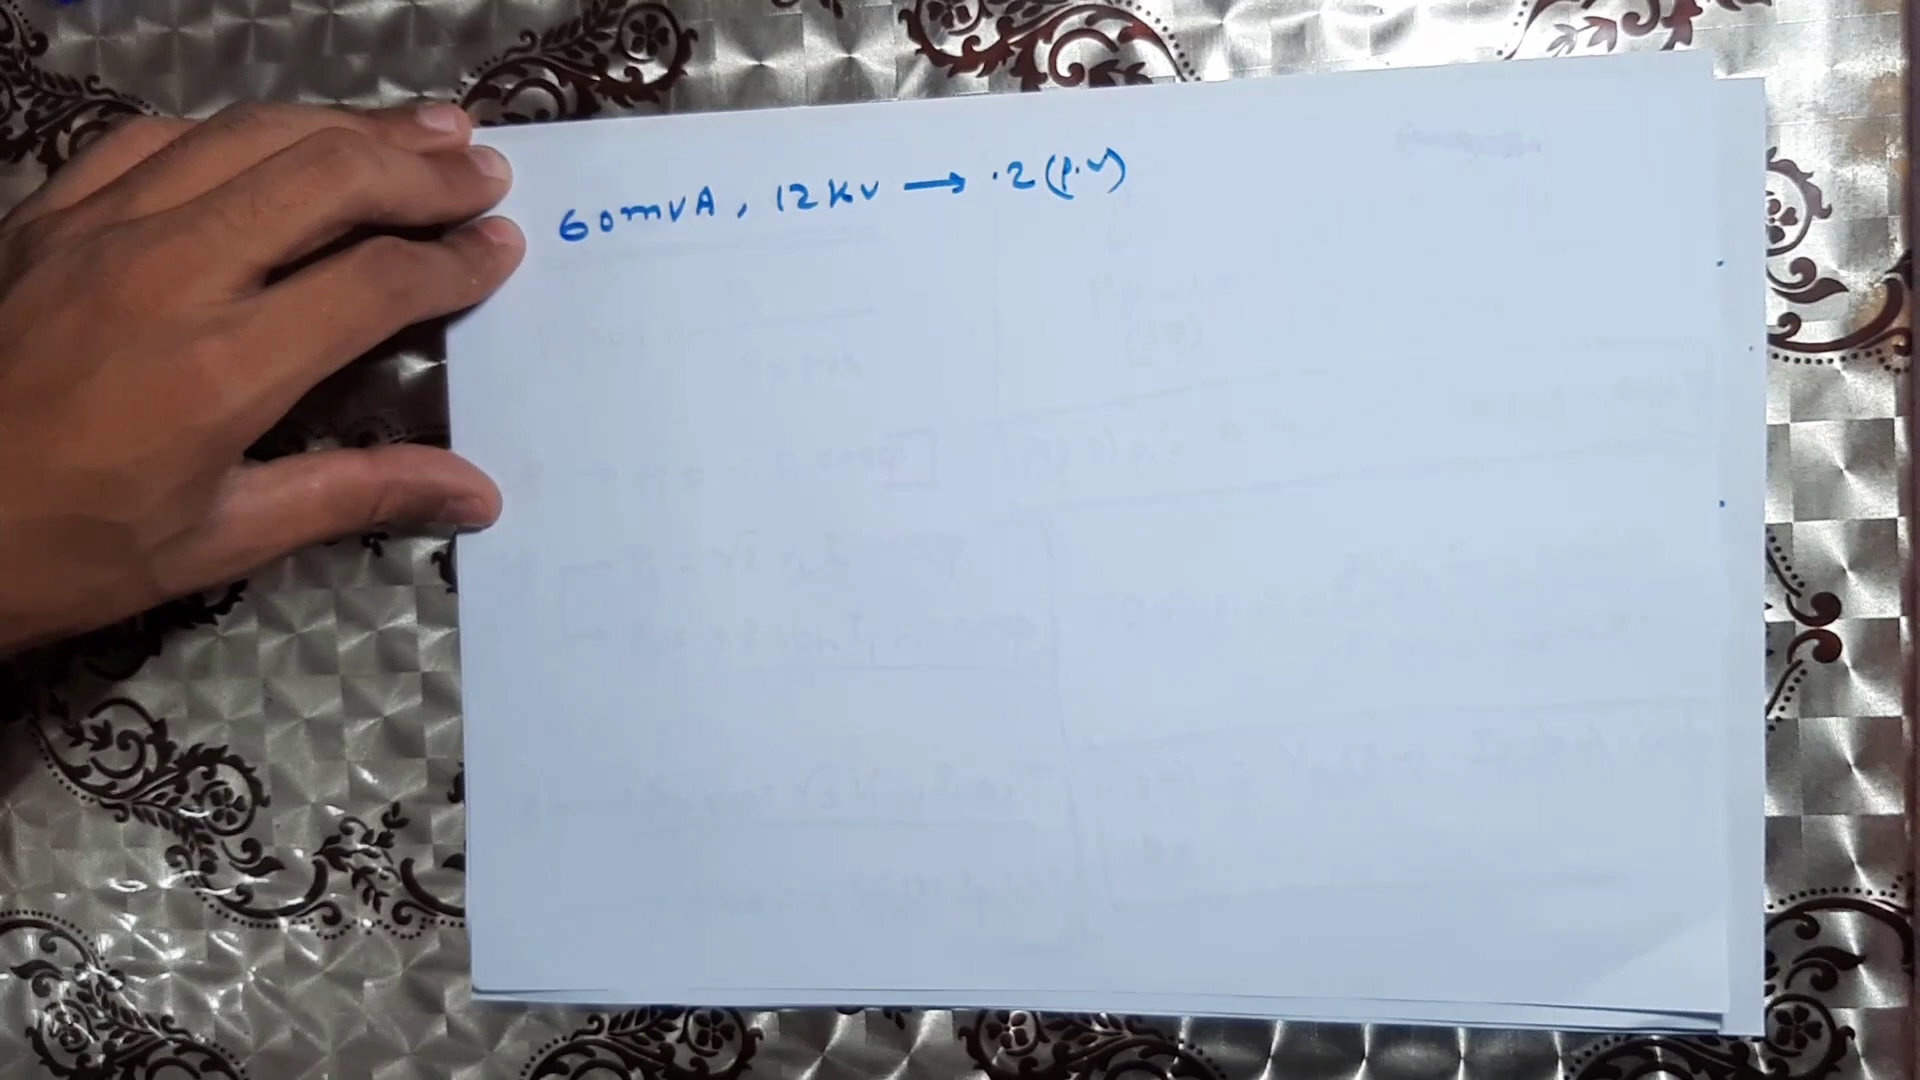 60mVA, 12kv → .2 (p.v)